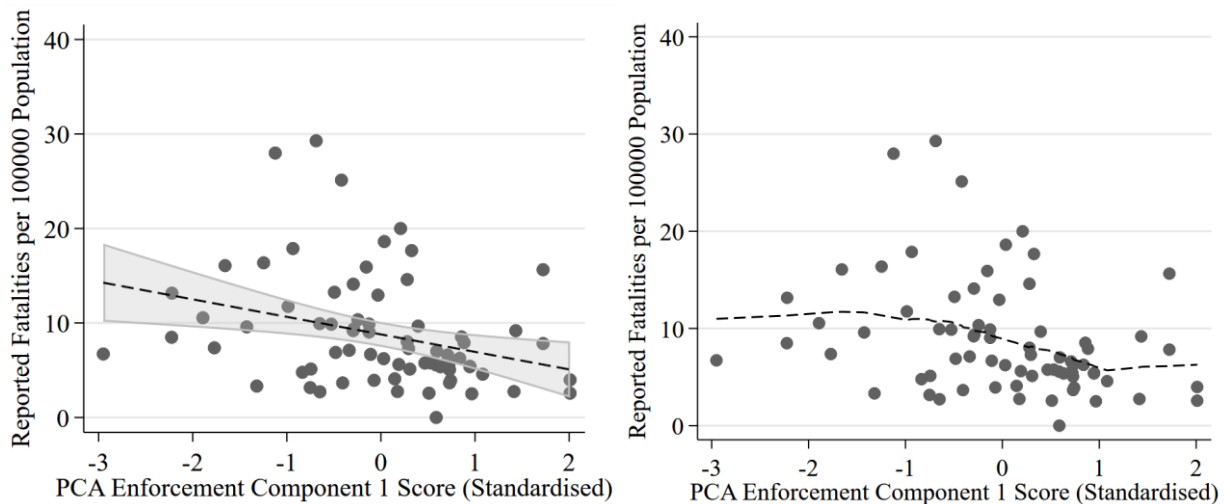 Reported Fatalities per 100000 Population
40
30
20
10
0
-3 -2 -1 0 1 2
PCA Enforcement Component 1 Score (Standardised)
Reported Fatalities per 100000 Population
40
30
20
10
0
-3 -2 -1 0 1 2
PCA Enforcement Component 1 Score (Standardised)